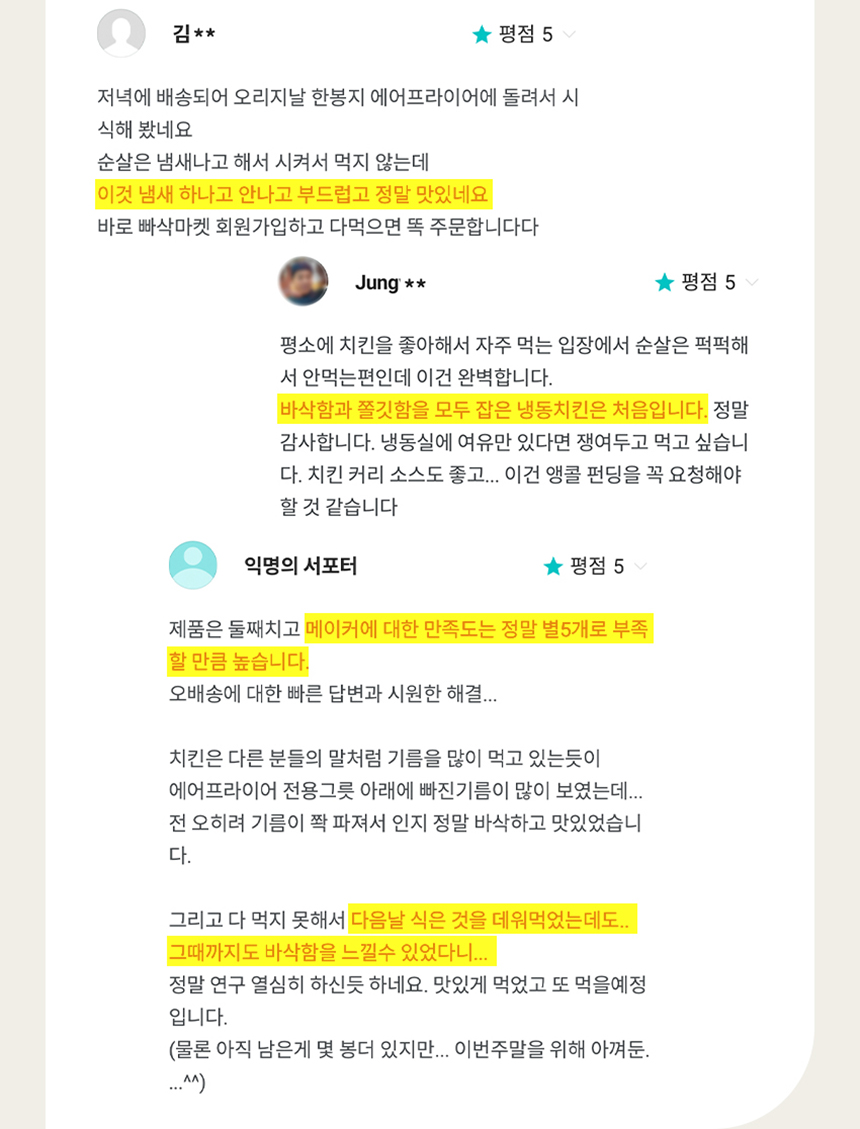 김**
★ 평점 5
저녁에 배송되어 오리지날 한봉지 에어프라이어에 돌려서 시
식해 봤네요
순살은 냄새나고 해서 시켜서 먹지 않는데
이것 냄새 하나고 안나고 부드럽고 정말 맛있네요
바로 빠삭마켓 회원가입하고 다먹으면 똑 주문합니다다
Jung**
★ 평점 5
평소에 치킨을 좋아해서 자주 먹는 입장에서 순살은 퍽퍽해
서 안먹는편인데 이건 완벽합니다.
바삭함과 쫄깃함을 모두 잡은 냉동치킨은 처음입니다. 정말
감사합니다. 냉동실에 여유만 있다면 쟁여두고 먹고 싶습니
다. 치킨 커리 소스도 좋고... 이건 앵콜 펀딩을 꼭 요청해야
할 것 같습니다
익명의 서포터
★ 평점 5
제품은 둘째치고 메이커에 대한 만족도는 정말 별5개로 부족
할 만큼 높습니다.
오배송에 대한 빠른 답변과 시원한 해결...
치킨은 다른 분들의 말처럼 기름을 많이 먹고 있는듯이
에어프라이어 전용그릇 아래에 빠진기름이 많이 보였는데...
전 오히려 기름이 쫙 파져서 인지 정말 바삭하고 맛있었습니
다.
그리고 다 먹지 못해서 다음날 식은 것을 데워먹었는데도..
그때까지도 바삭함을 느낄수 있었다니...
정말 연구 열심히 하신듯 하네요. 맛있게 먹었고 또 먹을예정
입니다.
(물론 아직 남은게 몇 봉더 있지만... 이번주말을 위해 아껴둔.
...^^)